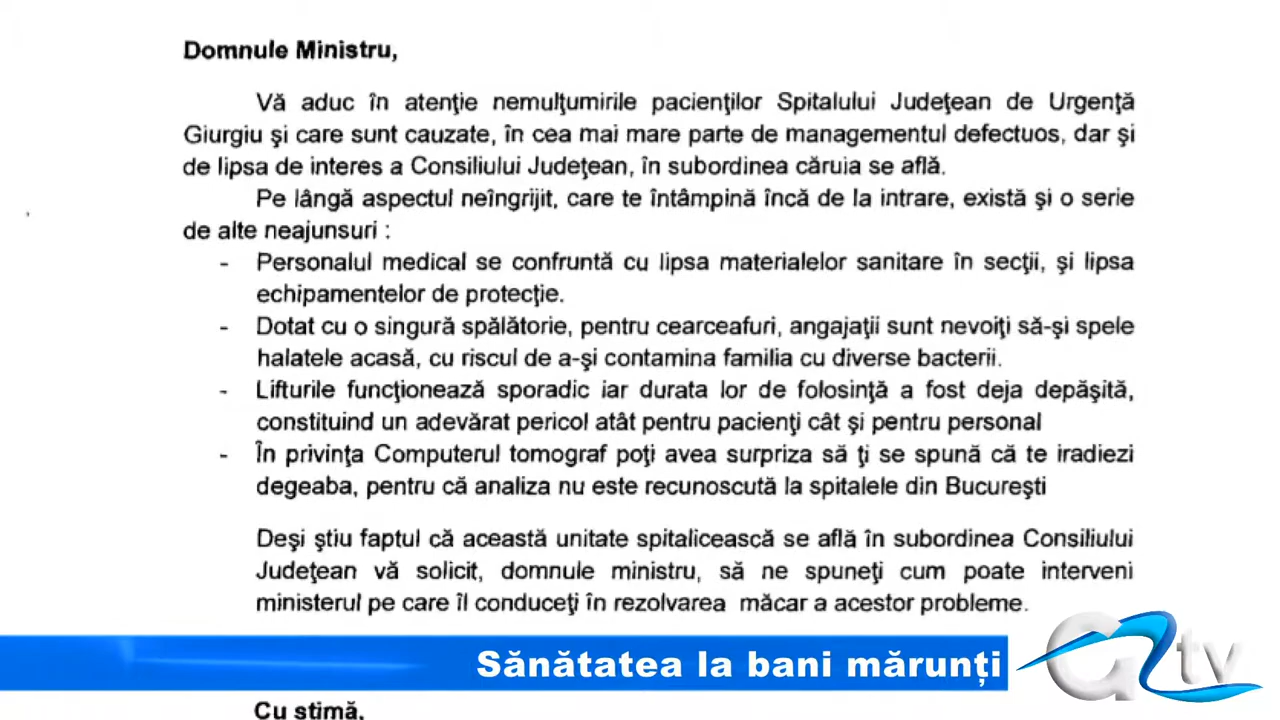 Domnule Ministru,
Vă aduc în atenţie nemulţumirile pacienţilor Spitalului Judeţean de Urgenţă
Giurgiu şi care sunt cauzate, în cea mai mare parte de managementul defectuos, dar şi
de lipsa de interes a Consiliului Judeţean, în subordinea căruia se află.
Pe lângă aspectul neîngrijit, care te întâmpină încă de la intrare, există şi o serie
de alte neajunsuri :
- Personalul medical se confruntă cu lipsa materialelor sanitare în secţii, şi lipsa
echipamentelor de protecţie.
- Dotat cu o singură spălătorie, pentru cearceafuri, angajaţii sunt nevoiţi să-şi spele
halatele acasă, cu riscul de a-şi contamina familia cu diverse bacterii.
- Lifturile funcţionează sporadic iar durata lor de folosinţă a fost deja depăşită,
constituind un adevărat pericol atât pentru pacienţi cât şi pentru personal
- În privinţa Computerul tomograf poţi avea surpriza să ţi se spună că te iradiezi
degeaba, pentru că analiza nu este recunoscută la spitalele din Bucureşti
Deşi ştiu faptul că această unitate spitalicească se află în subordinea Consiliului
Judeţean vă solicit, domnule ministru, să ne spuneţi cum poate interveni
ministerul pe care îl conduceţi în rezolvarea măcar a acestor probleme.
Sănătatea la bani mărunți
G2tv
Cu stimă,